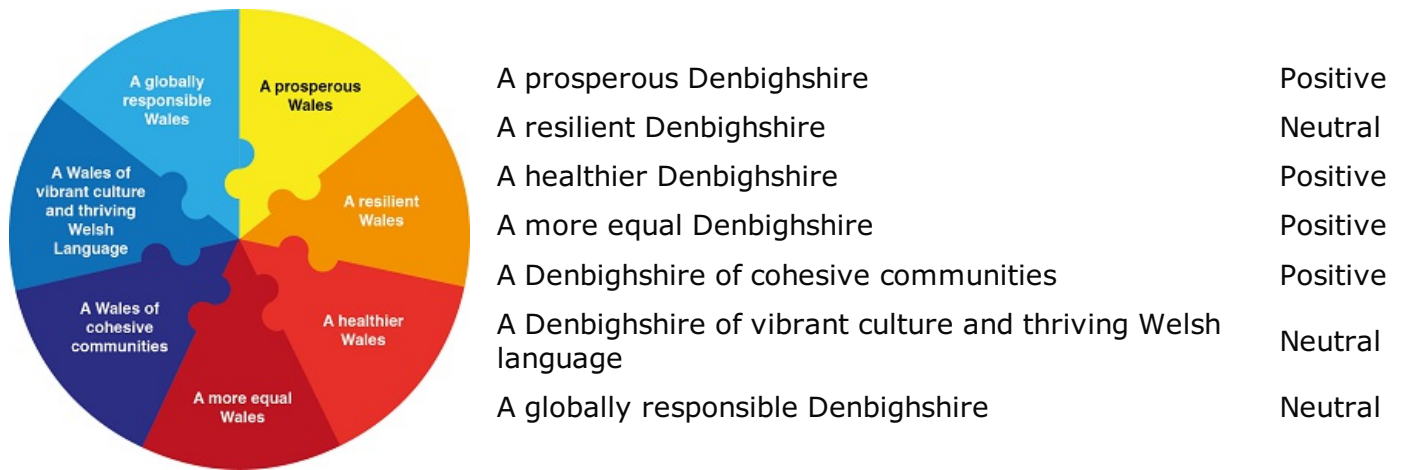 A globally
responsible
Wales
A prosperous
Wales
A resilient
Wales
A healthier
Wales
A more equal
Wales
A Wales of
cohesive
communities
A Wales of
vibrant culture
and thriving
Welsh
Language
A prosperous Denbighshire Positive
A resilient Denbighshire Neutral
A healthier Denbighshire Positive
A more equal Denbighshire Positive
A Denbighshire of cohesive communities Positive
A Denbighshire of vibrant culture and thriving Welsh
language Neutral
A globally responsible Denbighshire Neutral